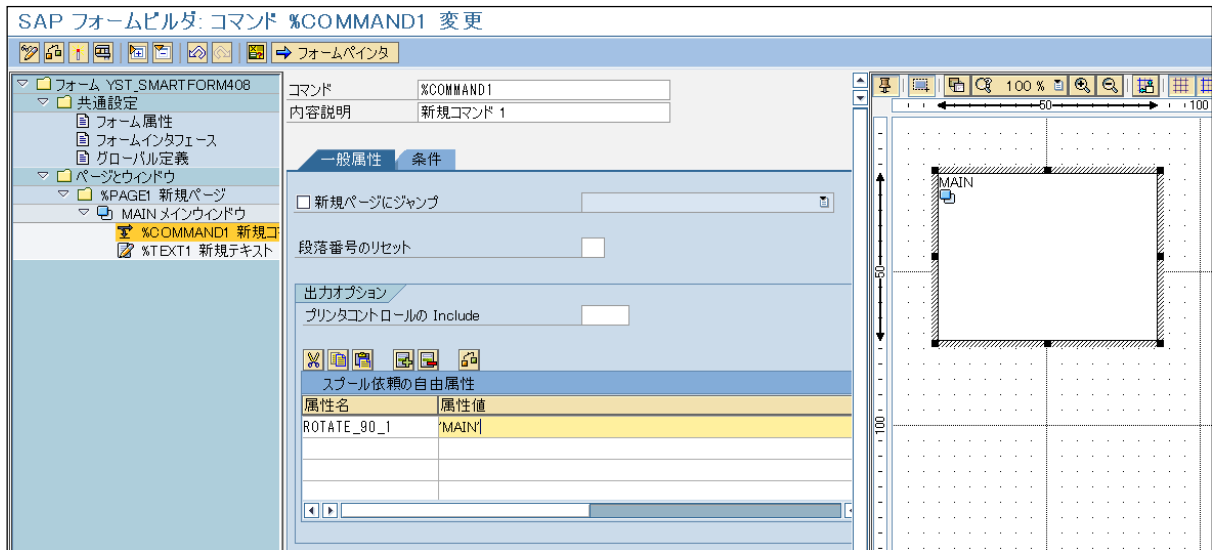 SAP フォームビルダ: コマンド %COMMAND1 変更
フォームペインタ
フォーム YST_SMARTFORM408
共通設定
フォーム属性
フォームインタフェース
グローバル定義
ページとウィンドウ
%PAGE1 新規ページ
MAIN メインウィンドウ
%COMMAND1 新規コ
%TEXT1 新規テキスト
コマンド %COMMAND1
内容説明 新規コマンド 1
一般属性 条件
新規ページにジャンプ
段落番号のリセット
出力オプション
プリンタコントロールの Include
スプール依頼の自由属性
属性名 属性値
ROTATE_90_1 'MAIN'
100 %
50 100
MAIN
50
100